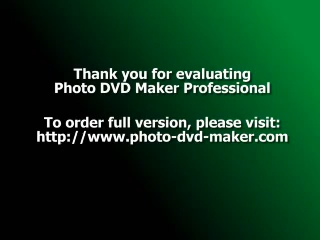 Thank you for evaluating
Photo DVD Maker Professional
To order full version, please visit:
http://www.photo-dvd-maker.com